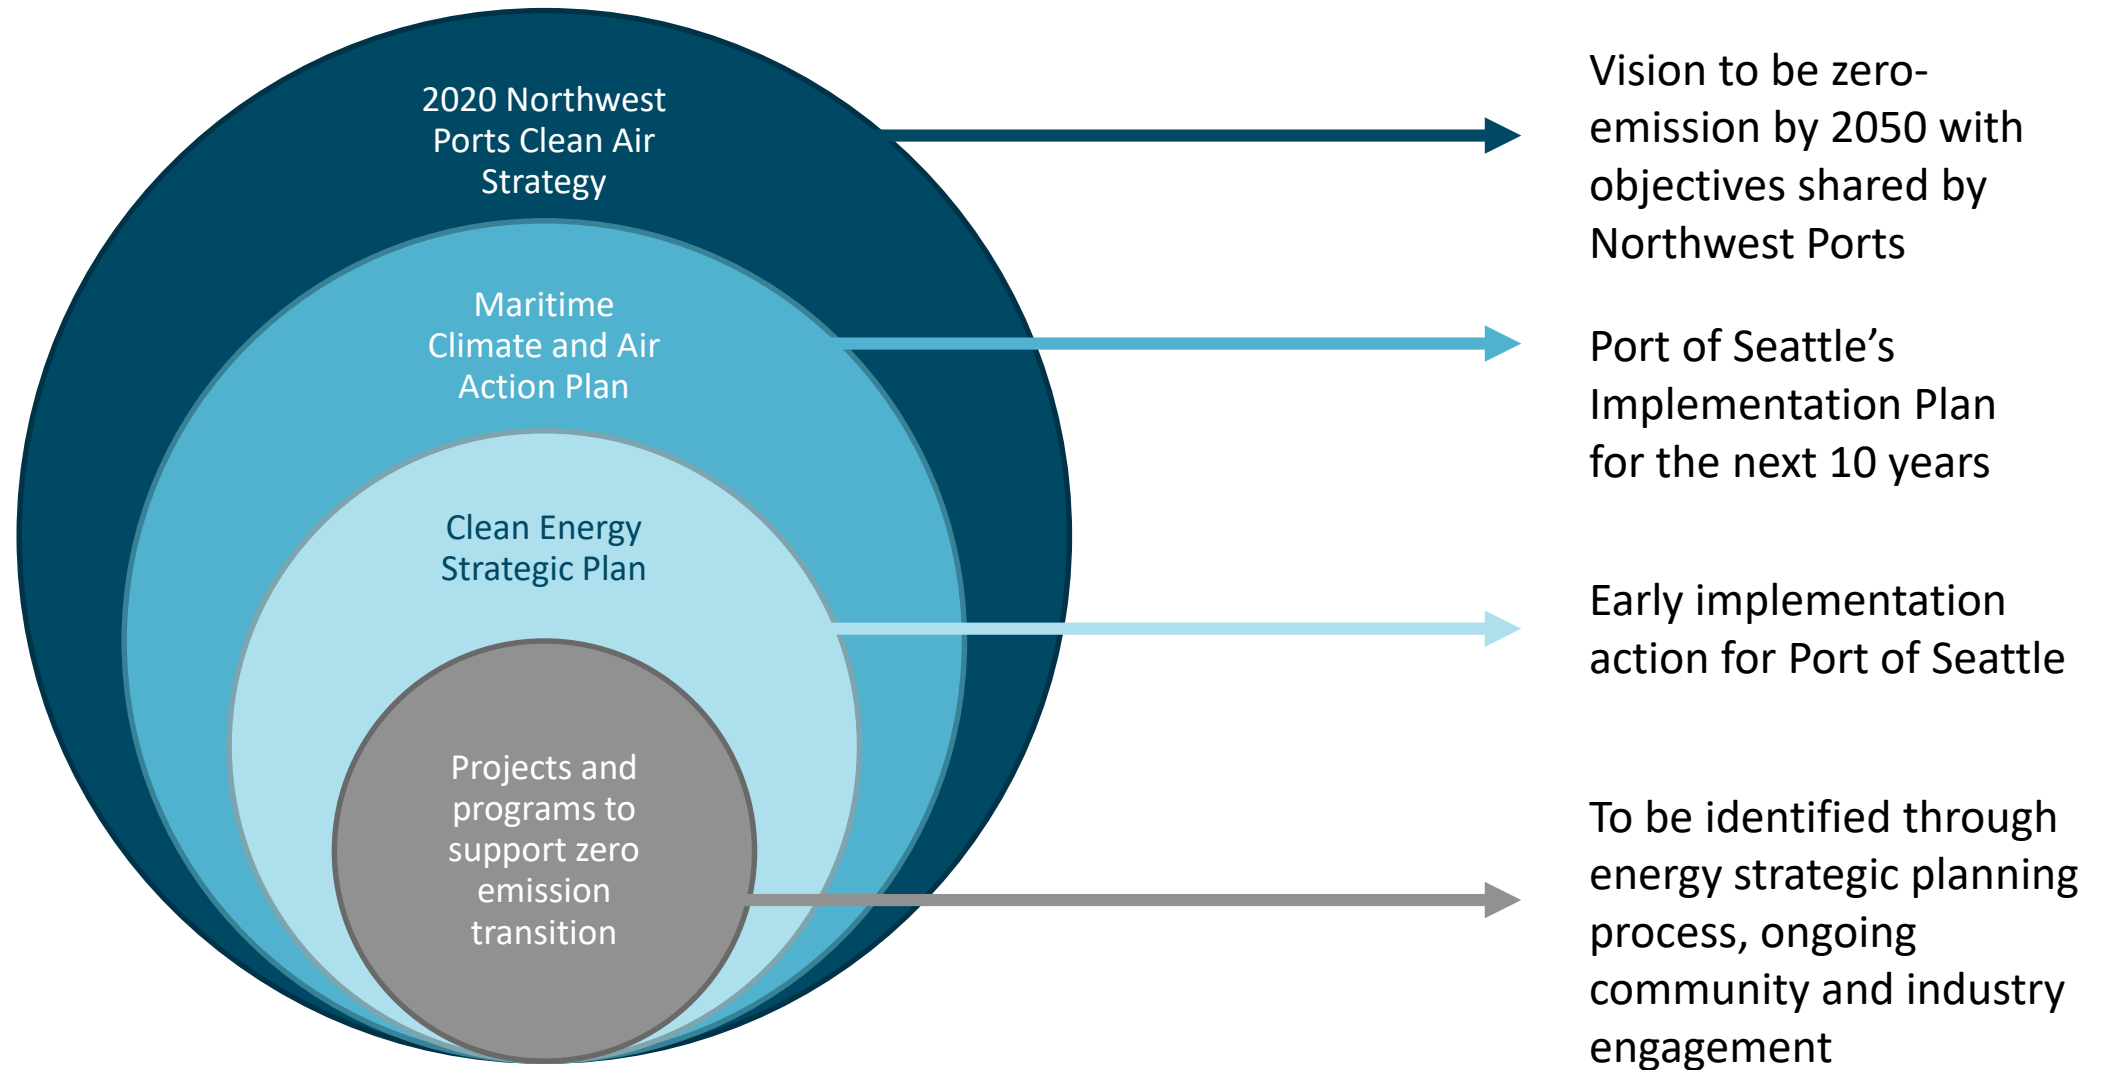 2020 Northwest
Ports Clean Air
Strategy
Vision to be zero-
emission by 2050 with
objectives shared by
Northwest Ports
Maritime
Climate and Air
Action Plan
Port of Seattle’s
Implementation Plan
for the next 10 years
Clean Energy
Strategic Plan
Early implementation
action for Port of Seattle
Projects and
programs to
support zero
emission
transition
To be identified through
energy strategic planning
process, ongoing
community and industry
engagement